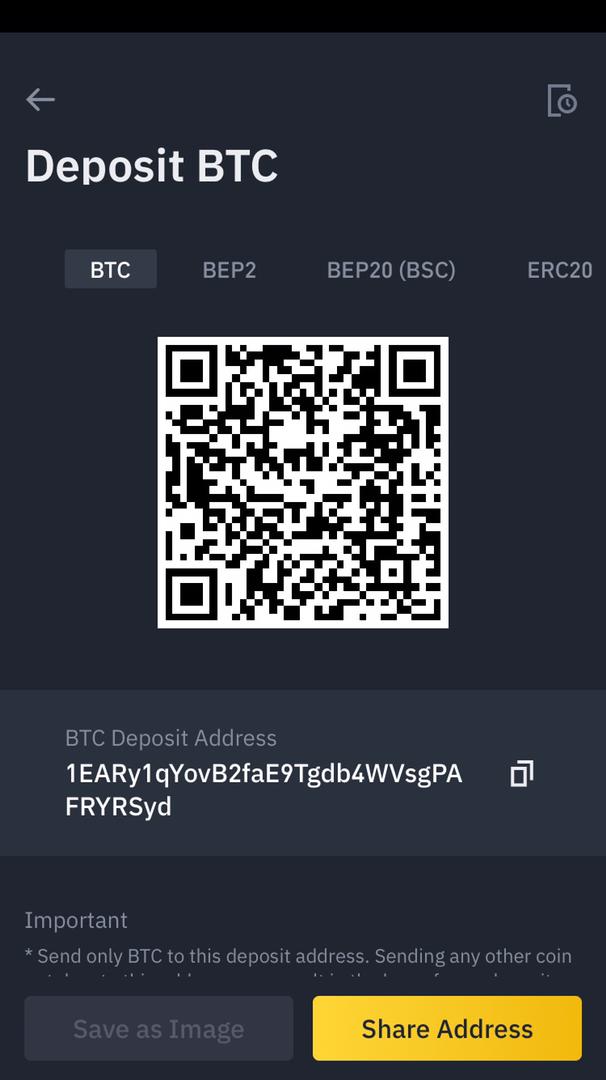 Deposit BTC
BTC BEP2 BEP20 (BSC) ERC20
BTC Deposit Address
1EARy1qYovB2faE9Tgdb4WVsgPA
FRYRSyd
Important
* Send only BTC to this deposit address. Sending any other coin
Save as Image Share Address